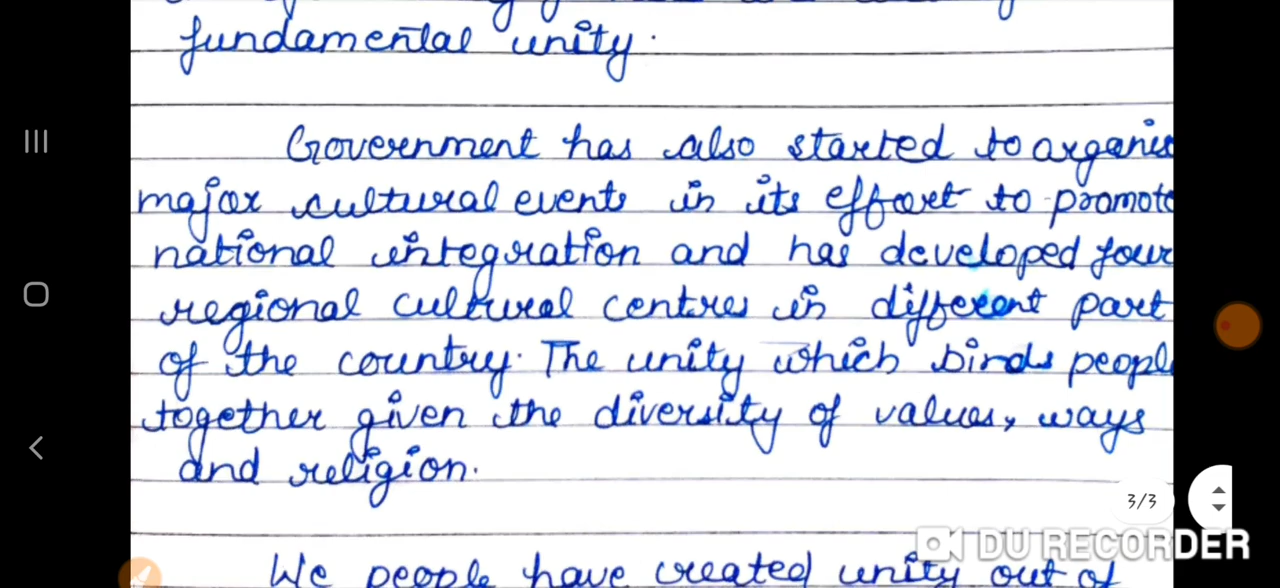 fundamental unity.
Government has also started to organis
major cultural events in its effort to promote
national integration and has developed four
regional cultural centres in different part
of the country. The unity which binds peopl
together given the diversity of values, ways
and religion.
3/3
DU RECORDER
We people have created unity out of